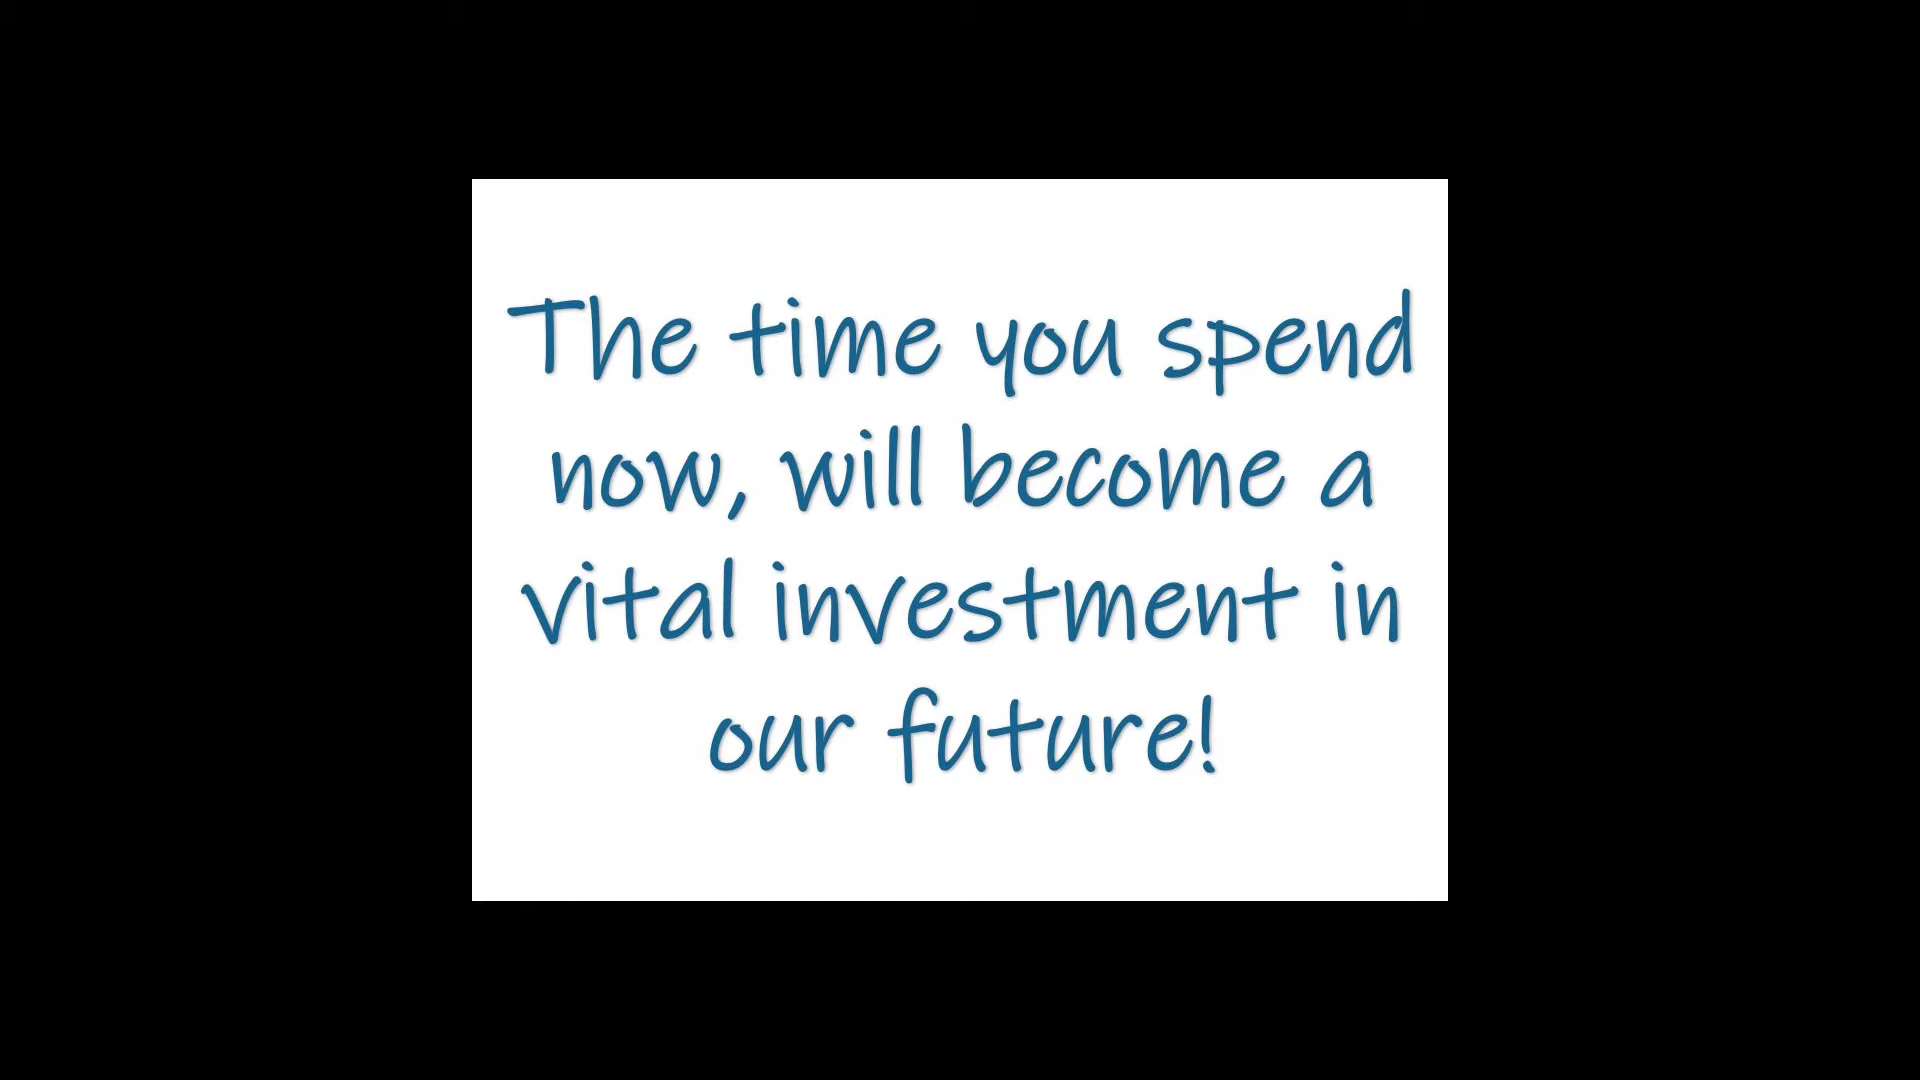 The time you spend
now, will become a
vital investment in
our future!